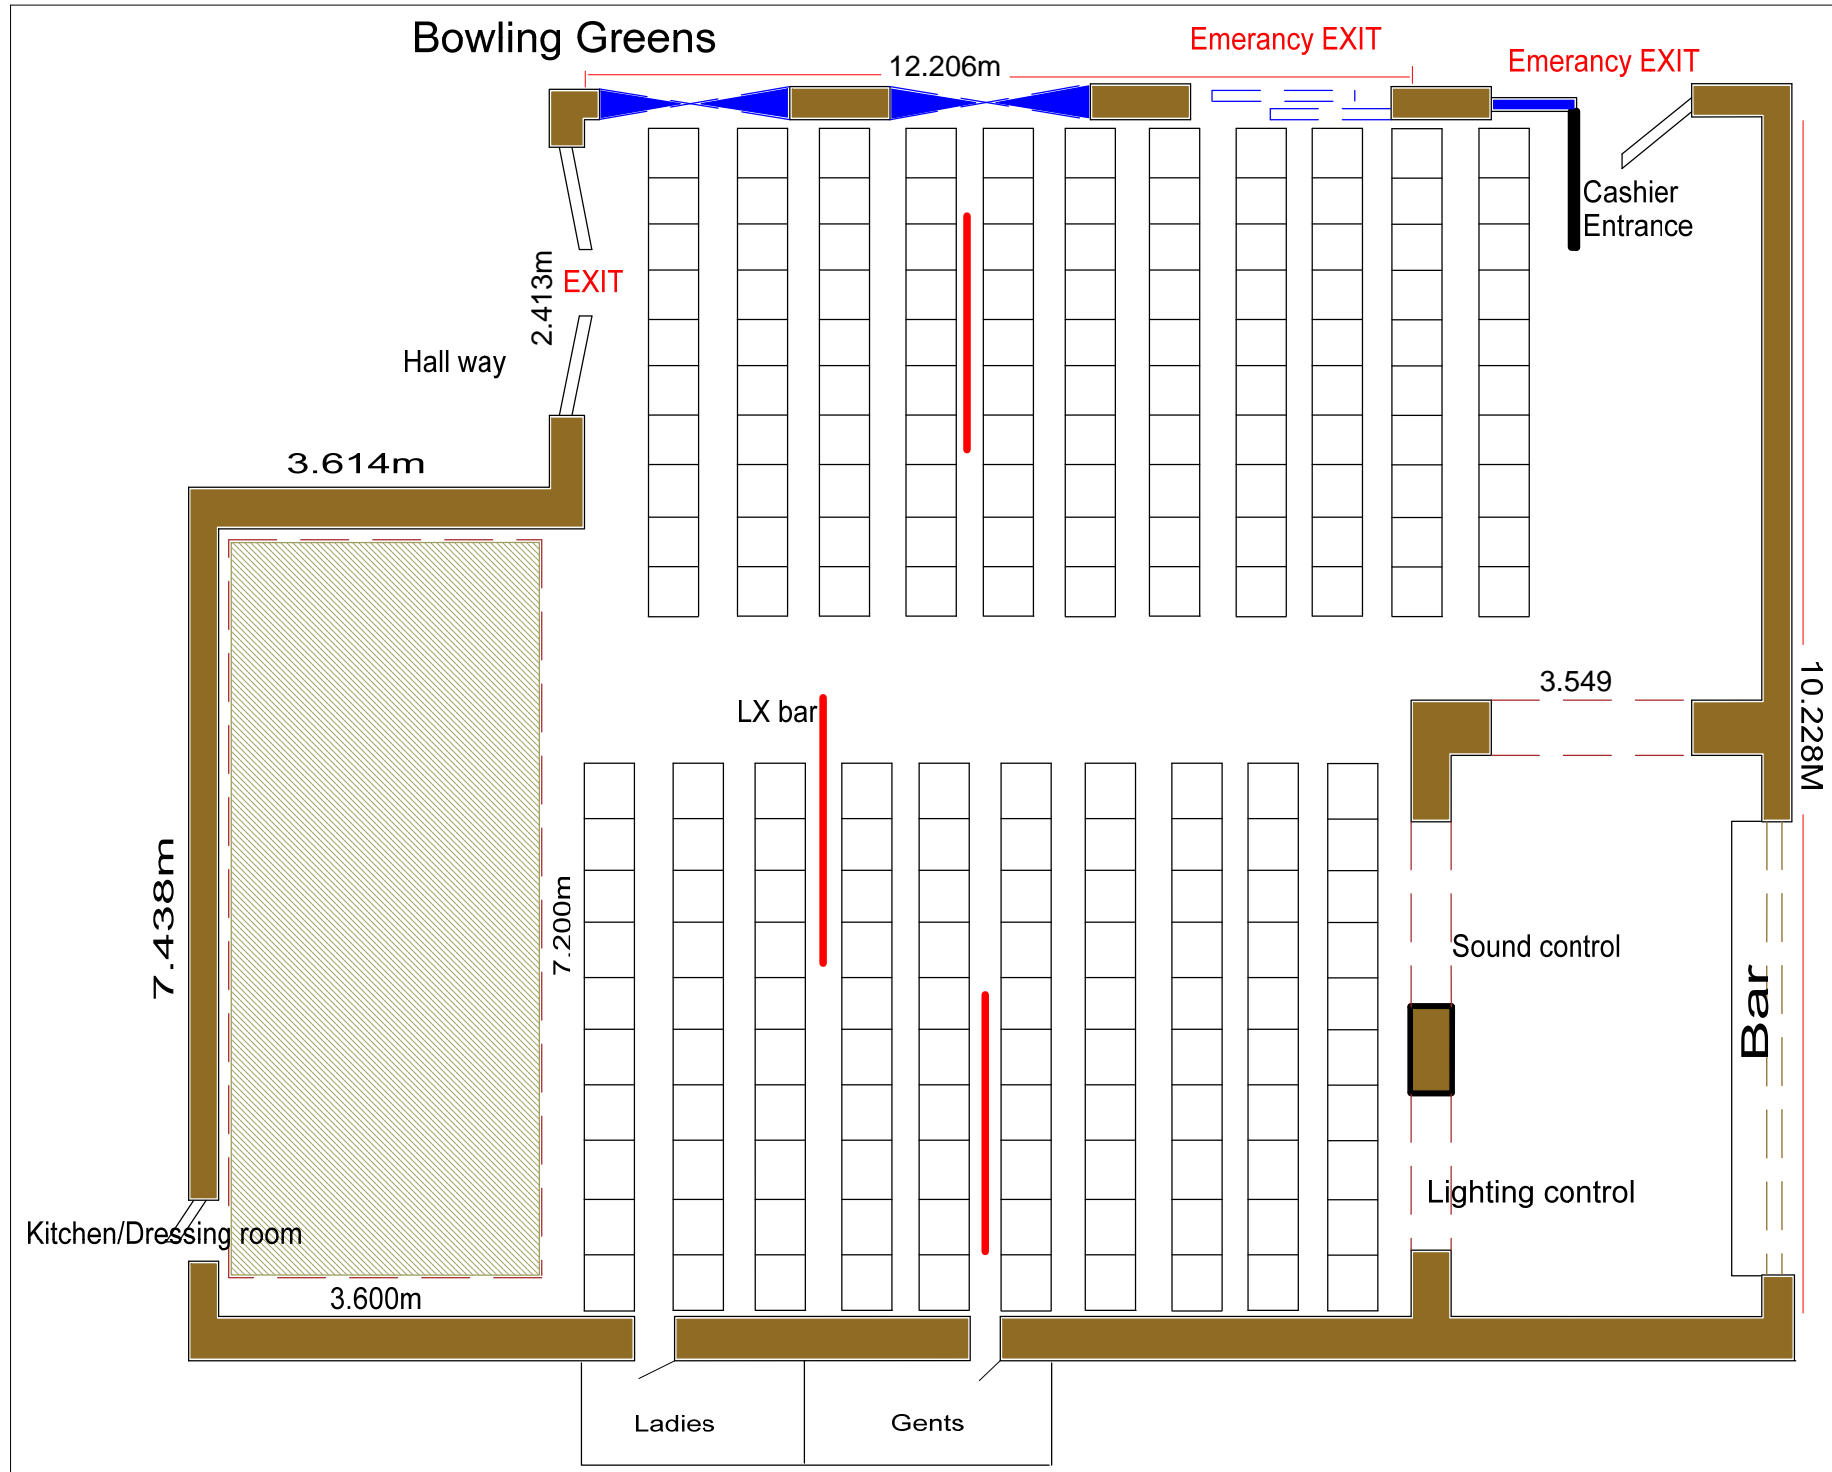 Bowling Greens
Emerancy EXIT
Emerancy EXIT
12.206m
Cashier
Entrance
2.413m
EXIT
Hall way
3.614m
3.549
10.228M
LX bar
7.438m
7.200m
Sound control
Bar
Lighting control
Kitchen/Dressing room
3.600m
Ladies
Gents